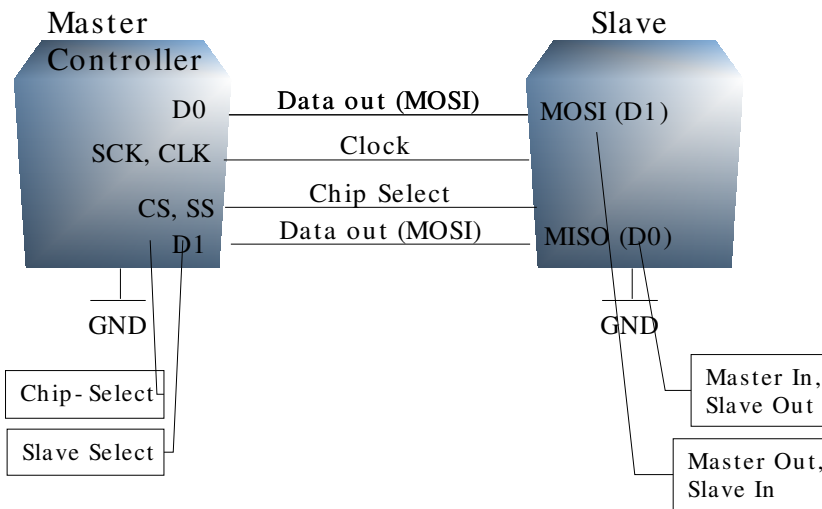 Master
Controller
Slave
D0
Data out (MOSI)
MOSI (D1)
SCK, CLK
Clock
CS, SS
Chip Select
D1
Data out (MOSI)
MISO (D0)
GND
GND
Chip-Select
Slave Select
Master In,
Slave Out
Master Out,
Slave In